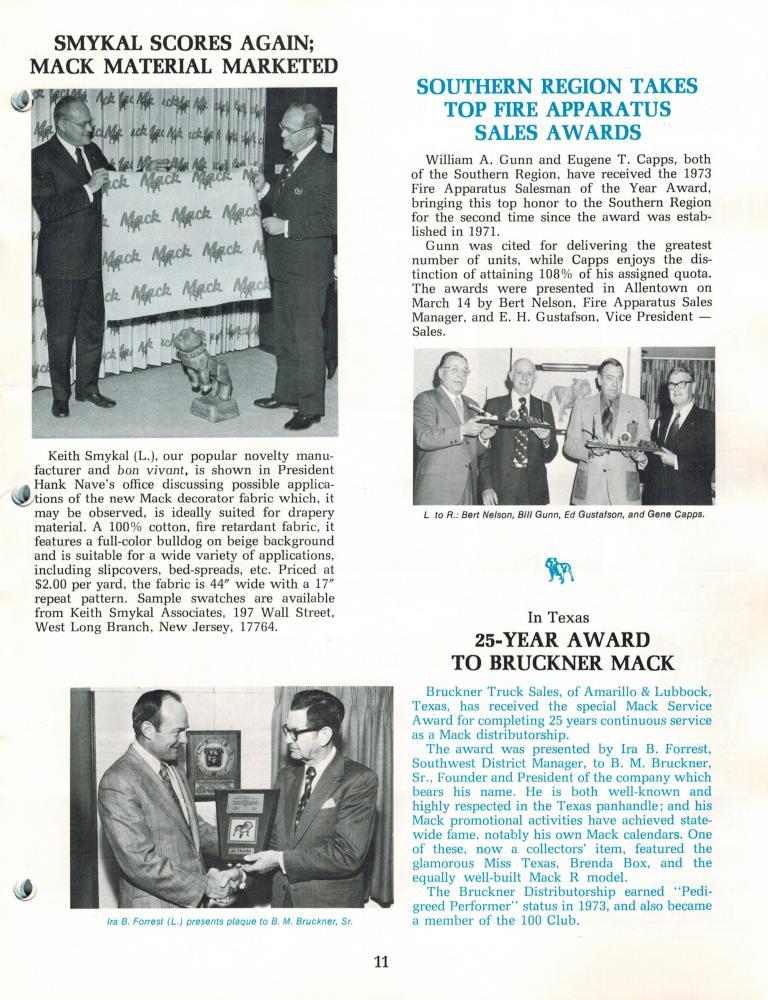 SMYKAL SCORES AGAIN;
MACK MATERIAL MARKETED
Mack Mack Mack
Mack Mack Mack
Mack Mack Mack
Mack Mack Mack
Keith Smykal (L.), our popular novelty manu-
facturer and bon vivant, is shown in President
Hank Nave's office discussing possible applica-
tions of the new Mack decorator fabric which, it
may be observed, is ideally suited for drapery
material. A 100% cotton, fire retardant fabric, it
features a full-color bulldog on beige background
and is suitable for a wide variety of applications,
including slipcovers, bed-spreads, etc. Priced at
$2.00 per yard, the fabric is 44″ wide with a 17″
repeat pattern. Sample swatches are available
from Keith Smykal Associates, 197 Wall Street,
West Long Branch, New Jersey, 17764.
25 YEARS
Ira B. Forrest (L.) presents plaque to B. M. Bruckner, Sr.
SOUTHERN REGION TAKES
TOP FIRE APPARATUS
SALES AWARDS
William A. Gunn and Eugene T. Capps, both
of the Southern Region, have received the 1973
Fire Apparatus Salesman of the Year Award,
bringing this top honor to the Southern Region
for the second time since the award was estab-
lished in 1971.
Gunn was cited for delivering the greatest
number of units, while Capps enjoys the dis-
tinction of attaining 108% of his assigned quota.
The awards were presented in Allentown on
March 14 by Bert Nelson, Fire Apparatus Sales
Manager, and E. H. Gustafson, Vice President —
Sales.
L to R.: Bert Nelson, Bill Gunn, Ed Gustafson, and Gene Capps.
In Texas
25-YEAR AWARD
TO BRUCKNER MACK
Bruckner Truck Sales, of Amarillo & Lubbock,
Texas, has received the special Mack Service
Award for completing 25 years continuous service
as a Mack distributorship.
The award was presented by Ira B. Forrest,
Southwest District Manager, to B. M. Bruckner,
Sr., Founder and President of the company which
bears his name. He is both well-known and
highly respected in the Texas panhandle; and his
Mack promotional activities have achieved state-
wide fame, notably his own Mack calendars. One
of these, now a collectors' item, featured the
glamorous Miss Texas, Brenda Box, and the
equally well-built Mack R model.
The Bruckner Distributorship earned "Pedi-
greed Performer" status in 1973, and also became
a member of the 100 Club.
11